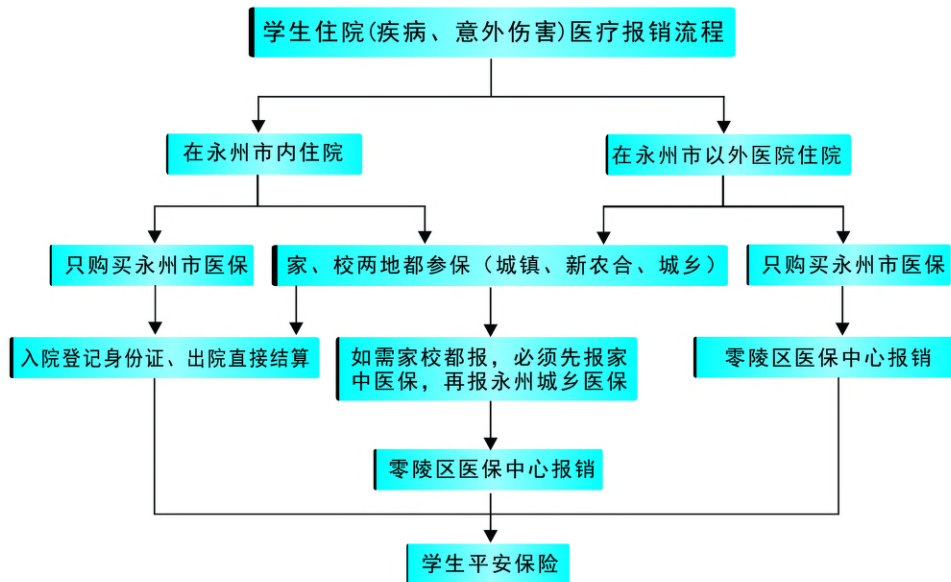 学生住院(疾病、意外伤害)医疗报销流程
在永州市内住院
在永州市以外医院住院
只购买永州市医保
家、校两地都参保（城镇、新农合、城乡）
只购买永州市医保
入院登记身份证、出院直接结算
如需家校都报，必须先报家
中医保，再报永州城乡医保
零陵区医保中心报销
零陵区医保中心报销
学生平安保险